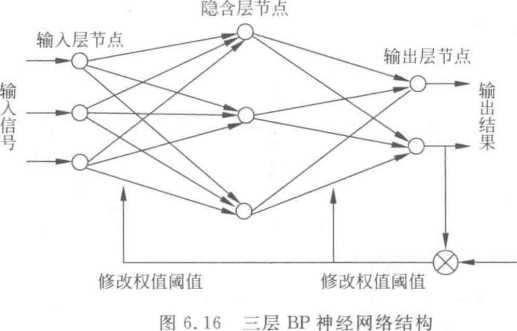 隐含层节点
输入层节点
输出层节点
输入信号
输出结果
修改权值阈值
修改权值阈值
图 6.16 三层 BP 神经网络结构